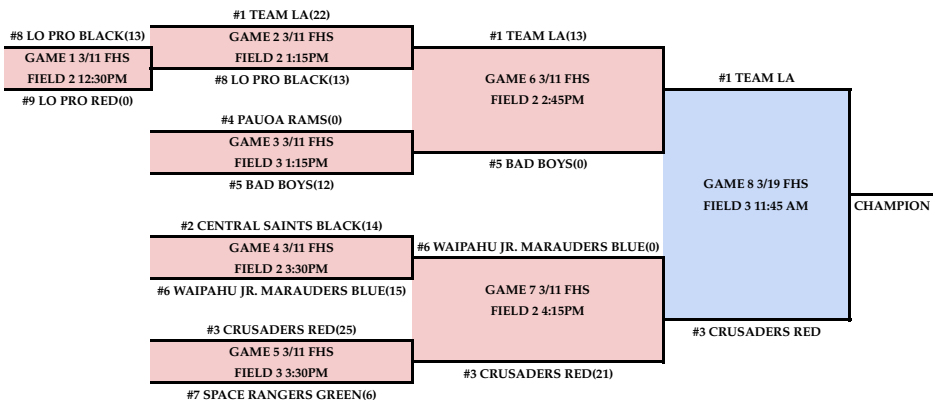 #8 LO PRO BLACK(13)
GAME 1 3/11 FHS
FIELD 2 12:30PM
#9 LO PRO RED(0)
#1 TEAM LA(22)
GAME 2 3/11 FHS
FIELD 2 1:15PM
#8 LO PRO BLACK(13)
#4 PAUOA RAMS(0)
GAME 3 3/11 FHS
FIELD 3 1:15PM
#5 BAD BOYS(12)
#2 CENTRAL SAINTS BLACK(14)
GAME 4 3/11 FHS
FIELD 2 3:30PM
#6 WAIPAHU JR. MARAUDERS BLUE(15)
#3 CRUSADERS RED(25)
GAME 5 3/11 FHS
FIELD 3 3:30PM
#7 SPACE RANGERS GREEN(6)
#1 TEAM LA(13)
GAME 6 3/11 FHS
FIELD 2 2:45PM
#5 BAD BOYS(0)
#6 WAIPAHU JR. MARAUDERS BLUE(0)
GAME 7 3/11 FHS
FIELD 2 4:15PM
#3 CRUSADERS RED(21)
#1 TEAM LA
GAME 8 3/19 FHS
FIELD 3 11:45 AM
#3 CRUSADERS RED
CHAMPION